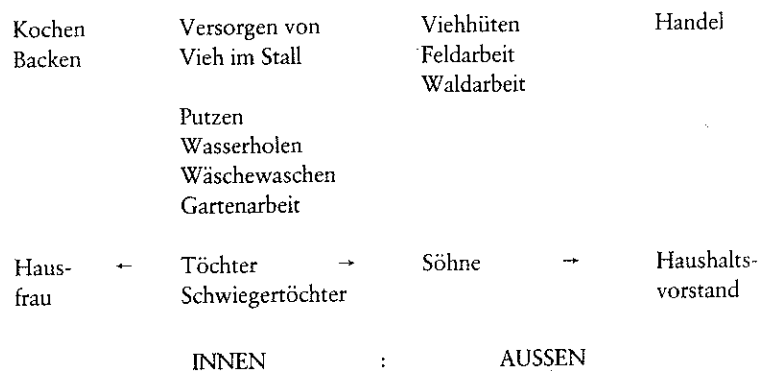 Kochen Versorgen von Viehhüten Handel
Backen Vieh im Stall Feldarbeit
Waldarbeit
Putzen
Wasserholen
Wäschewaschen
Gartenarbeit
Haus- ← Töchter → Söhne → Haushalts-
frau Schwiegertöchter vorstand
INNEN : AUSSEN